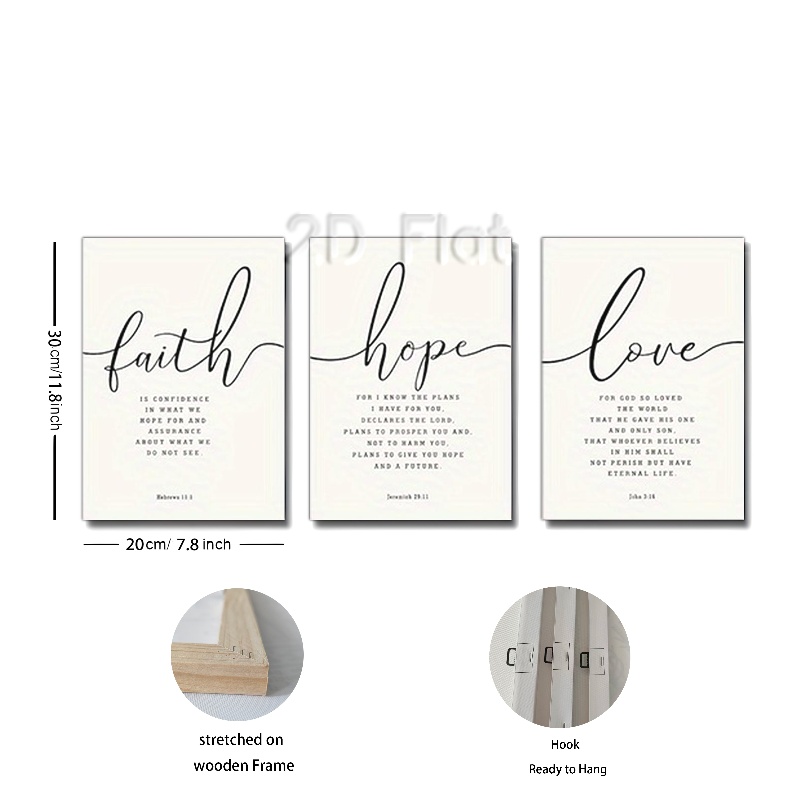 2D Flat
faith
IS CONFIDENCE
IN WHAT WE
HOPE FOR AND
ASSURANCE
ABOUT WHAT WE
DO NOT SEE.
Hebrews 11:1
hope
FOR I KNOW THE PLANS
I HAVE FOR YOU,
DECLARES THE LORD,
PLANS TO PROSPER YOU AND,
NOT TO HARM YOU,
PLANS TO GIVE YOU HOPE
AND A FUTURE.
Jeremiah 29:11
love
FOR GOD SO LOVED
THE WORLD
THAT HE GAVE HIS ONE
AND ONLY SON,
THAT WHOEVER BELIEVES
IN HIM SHALL
NOT PERISH BUT HAVE
ETERNAL LIFE.
John 3:16
30cm/11.8inch
20cm/ 7.8 inch
stretched on
wooden Frame
Hook
Ready to Hang